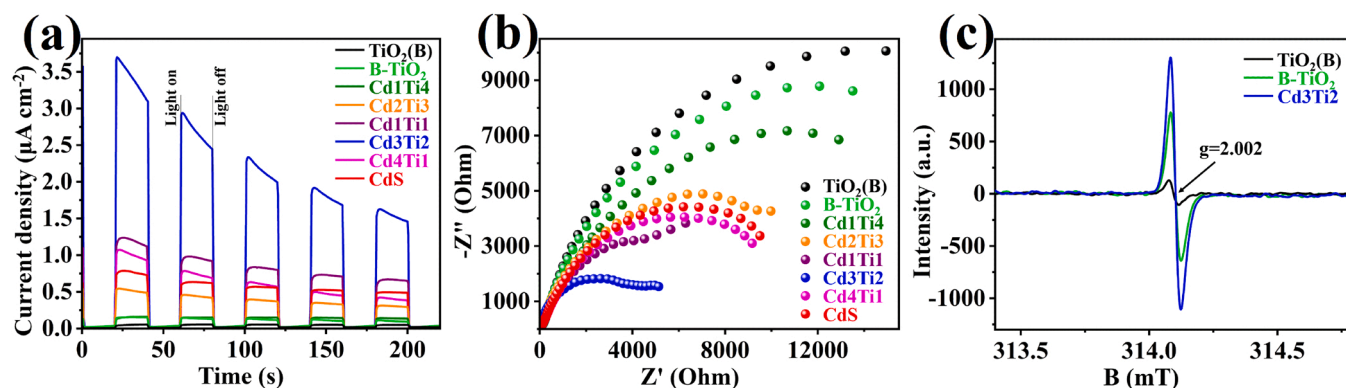 (a)
Current density (μA cm⁻²)
3.5
3.0
2.5
2.0
1.5
1.0
0.5
0.0
Light on
Light off
TiO₂(B)
B-TiO₂
Cd1Ti4
Cd2Ti3
Cd1Ti1
Cd3Ti2
Cd4Ti1
CdS
0
50
100
150
200
Time (s)
(b)
-Z'' (Ohm)
10000
9000
7000
5000
3000
1000
TiO₂(B)
B-TiO₂
Cd1Ti4
Cd2Ti3
Cd1Ti1
Cd3Ti2
Cd4Ti1
CdS
0
4000
8000
12000
Z' (Ohm)
(c)
Intensity (a.u.)
1000
500
0
-500
-1000
TiO₂(B)
B-TiO₂
Cd3Ti2
g=2.002
313.5
314.0
314.5
B (mT)